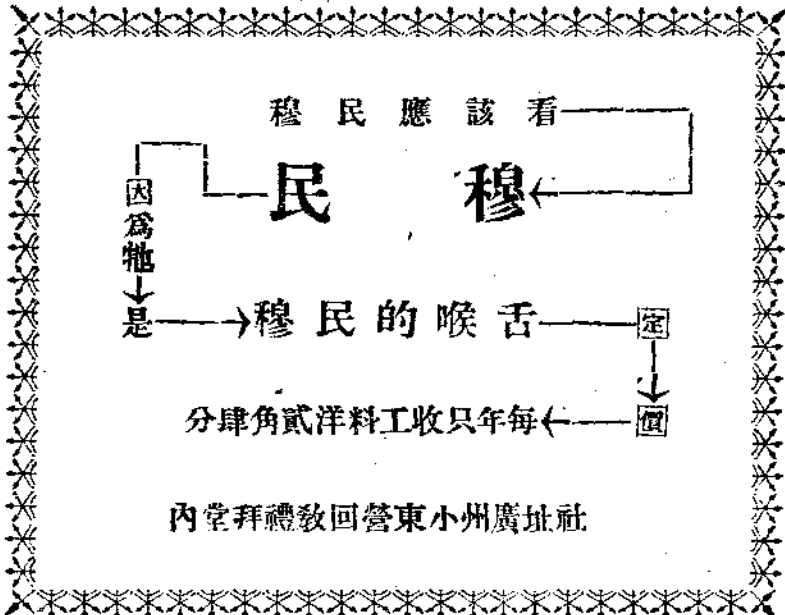 穆民應該看
穆民
因爲牠
是
穆民的喉舌
定價
每年只收工料洋貳角肆分
社址廣州小東營回敎禮拜堂內